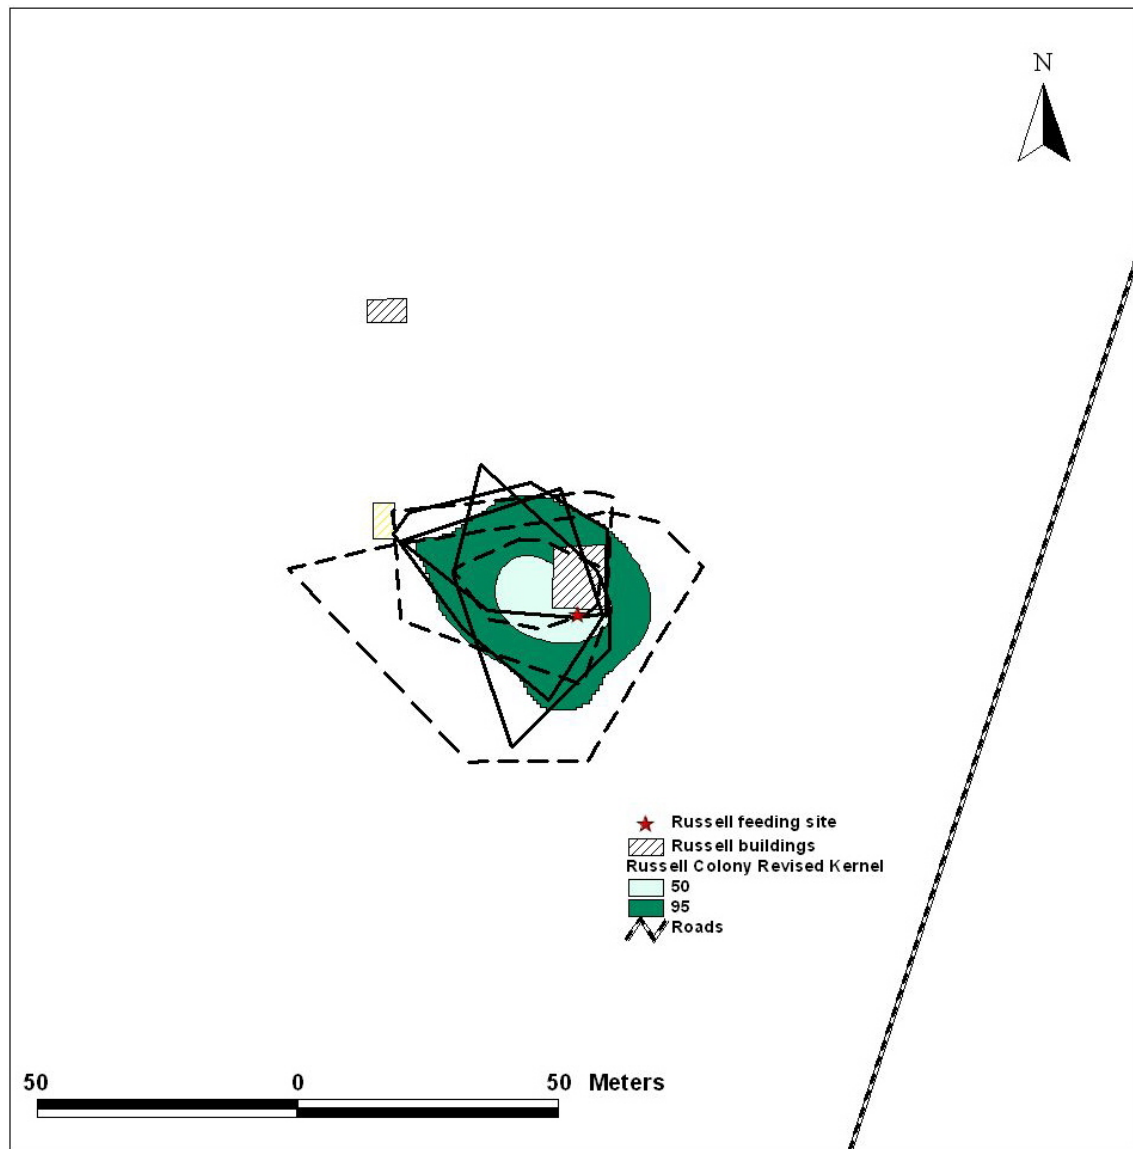 N
Russell feeding site
Russell buildings
Russell Colony Revised Kernel
50
95
Roads
50 0 50 Meters